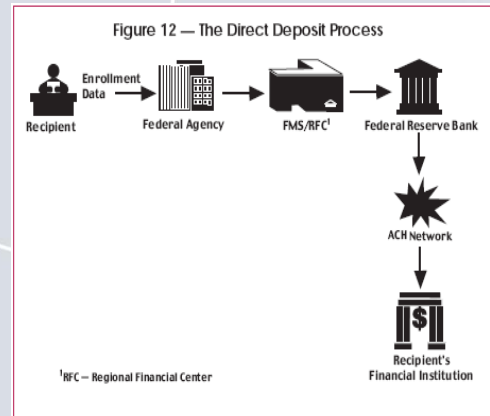 Figure 12 — The Direct Deposit Process
Enrollment
Data
Recipient
Federal Agency
FMS/RFC1
Federal Reserve Bank
ACH Network
$
Recipient's
Financial Institution
1RFC — Regional Financial Center